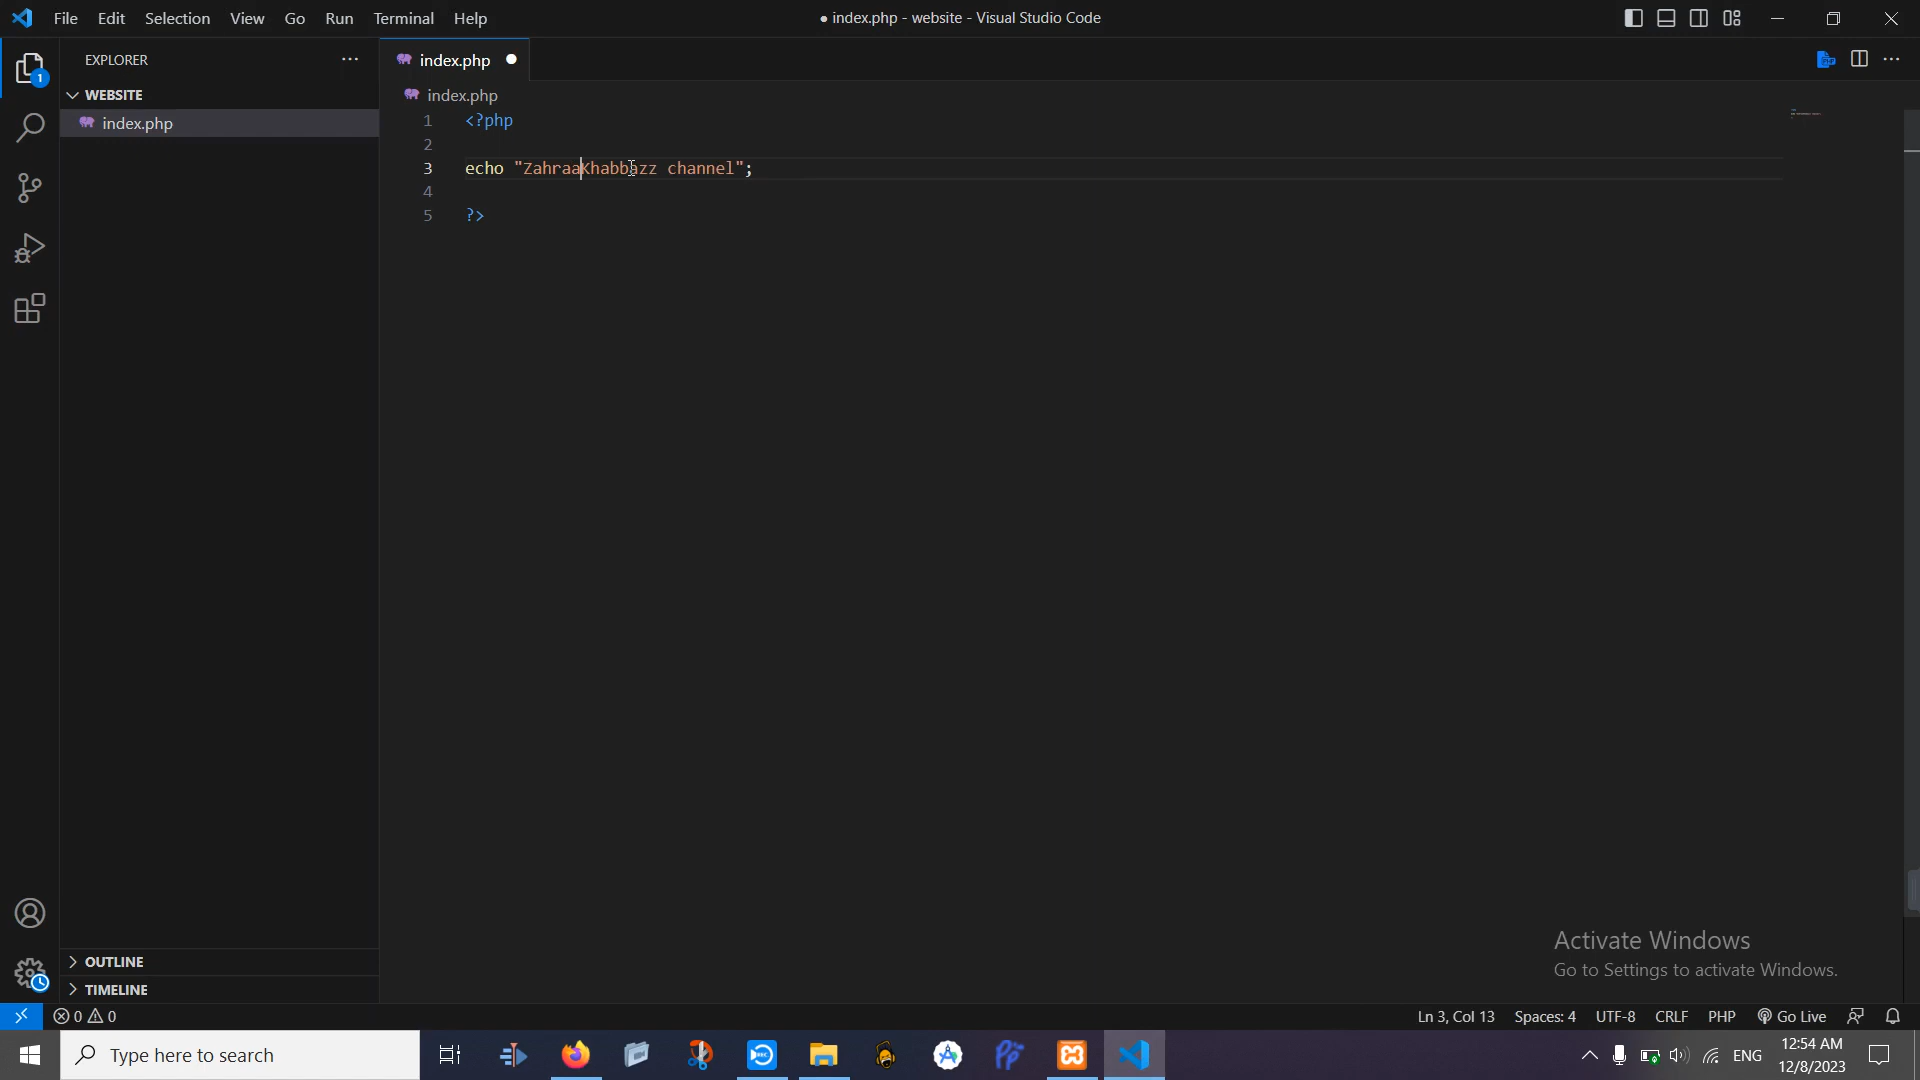 File Edit Selection View Go Run Terminal Help
● index.php - website - Visual Studio Code
EXPLORER
1
WEBSITE
index.php
index.php
index.php
1 <?php
2
3 echo "ZahraaKhabbazz channel";
4
5 ?>
OUTLINE
TIMELINE
Activate Windows
Go to Settings to activate Windows.
0 0
Ln 3, Col 13 Spaces: 4 UTF-8 CRLF PHP Go Live
Type here to search
REC
ENG
12:54 AM
12/8/2023